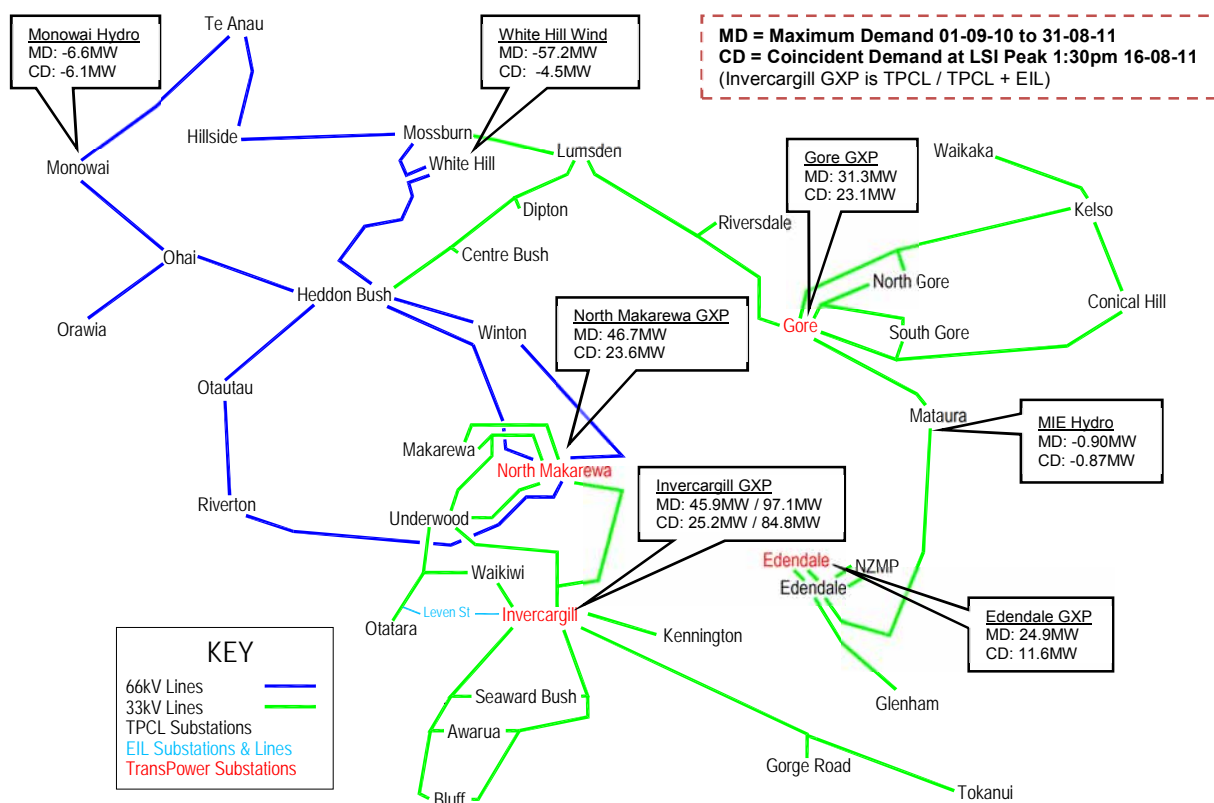 Te Anau
Monowai Hydro
MD: -6.6MW
CD: -6.1MW
White Hill Wind
MD: -57.2MW
CD: -4.5MW
MD = Maximum Demand 01-09-10 to 31-08-11
CD = Coincident Demand at LSI Peak 1:30pm 16-08-11
(Invercargill GXP is TPCL / TPCL + EIL)
Hillside
Mossburn
Monowai
White Hill
Lumsden
Gore GXP
MD: 31.3MW
CD: 23.1MW
Waikaka
Dipton
Riversdale
Kelso
Ohai
Centre Bush
North Gore
Heddon Bush
Conical Hill
Orawia
North Makarewa GXP
MD: 46.7MW
CD: 23.6MW
Winton
Gore
South Gore
Otautau
Mataura
MIE Hydro
MD: -0.90MW
CD: -0.87MW
Makarewa
North Makarewa
Invercargill GXP
MD: 45.9MW / 97.1MW
CD: 25.2MW / 84.8MW
Riverton
Underwood
Edendale
NZMP
Edendale
Waikiwi
Leven St
Otatara
Invercargill
Kennington
Edendale GXP
MD: 24.9MW
CD: 11.6MW
KEY
66kV Lines
33kV Lines
TPCL Substations
EIL Substations & Lines
TransPower Substations
Seaward Bush
Glenham
Awarua
Gorge Road
Tokanui
Bluff